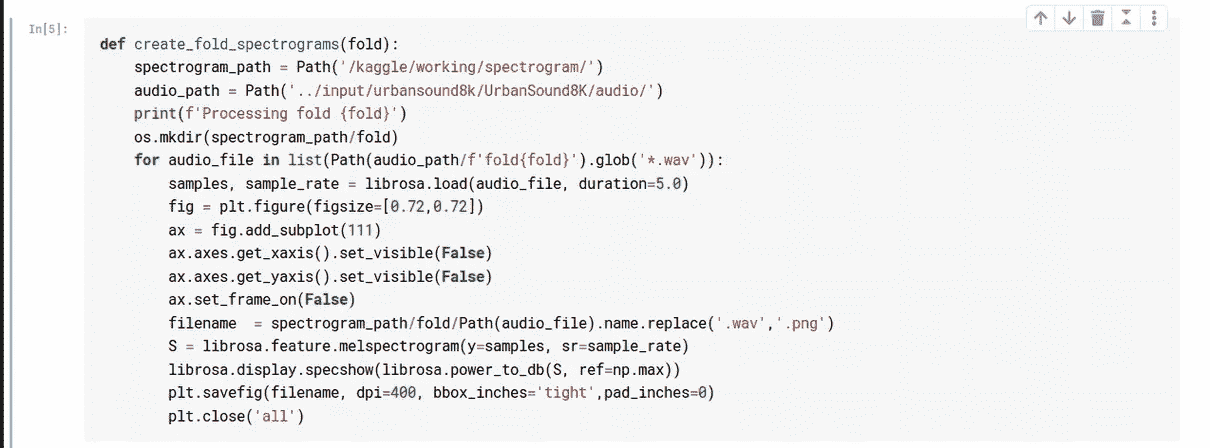 In[5]:
def create_fold_spectrograms(fold):
    spectrogram_path = Path('/kaggle/working/spectrogram/')
    audio_path = Path('../input/urbansound8k/UrbanSound8K/audio/')
    print(f'Processing fold {fold}')
    os.mkdir(spectrogram_path/fold)
    for audio_file in list(Path(audio_path/f'fold{fold}').glob('*.wav')):
        samples, sample_rate = librosa.load(audio_file, duration=5.0)
        fig = plt.figure(figsize=[0.72,0.72])
        ax = fig.add_subplot(111)
        ax.axes.get_xaxis().set_visible(False)
        ax.axes.get_yaxis().set_visible(False)
        ax.set_frame_on(False)
        filename  = spectrogram_path/fold/Path(audio_file).name.replace('.wav','.png')
        S = librosa.feature.melspectrogram(y=samples, sr=sample_rate)
        librosa.display.specshow(librosa.power_to_db(S, ref=np.max))
        plt.savefig(filename, dpi=400, bbox_inches='tight',pad_inches=0)
        plt.close('all')